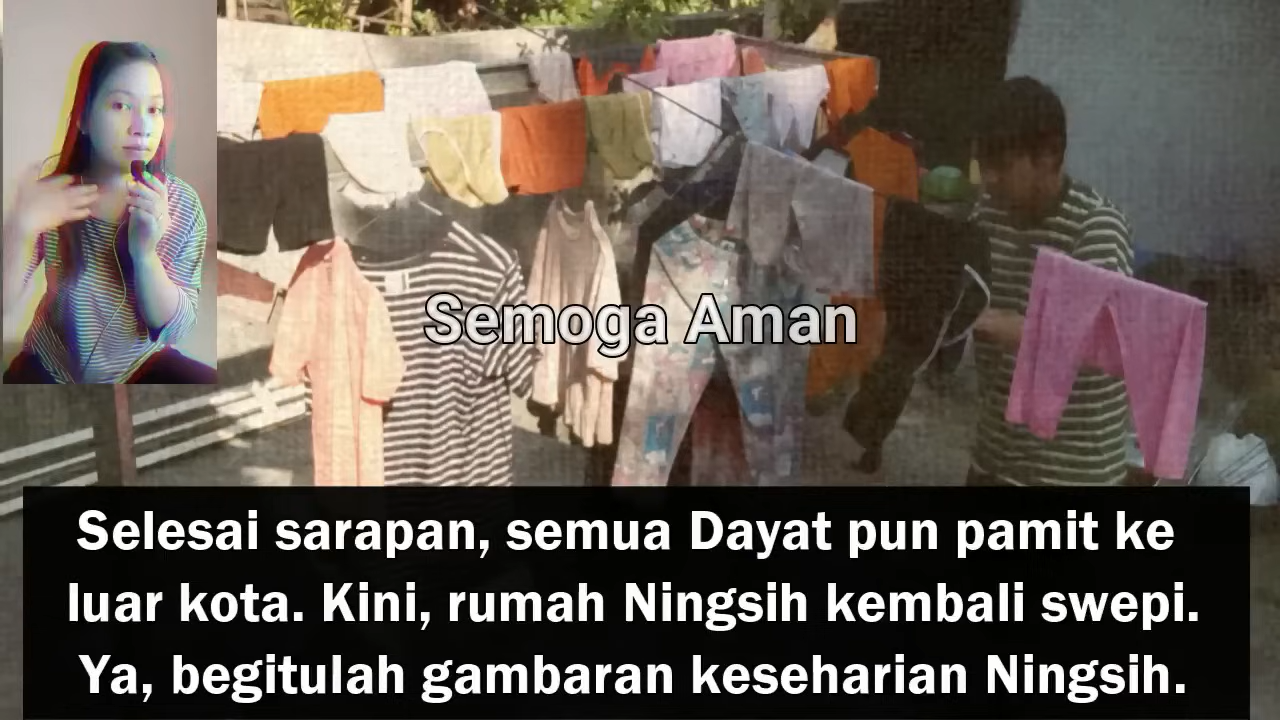 Semoga Aman
Selesai sarapan, semua Dayat pun pamit ke
luar kota. Kini, rumah Ningsih kembali swepi.
Ya, begitulah gambaran keseharian Ningsih.